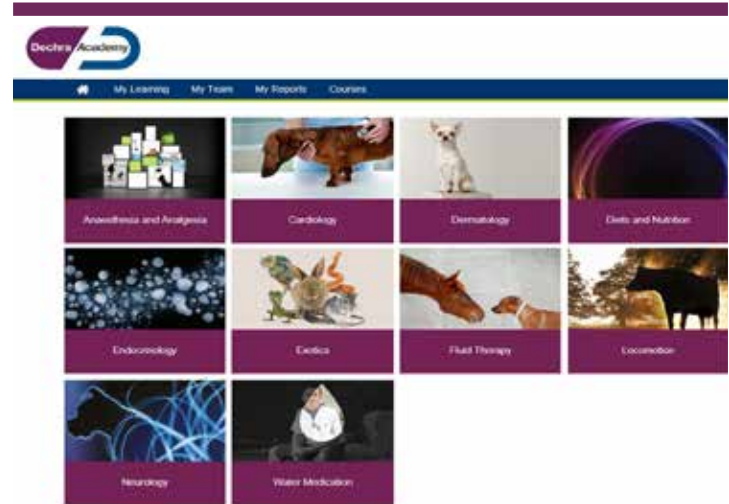 Dechra Academy
My Learning My Team My Reports Courses
Anaesthesia and Analgesia Cardiology Dermatology Diets and Nutrition
Endocrinology Exotics Fluid Therapy Locomotion
Neurology Water Medication